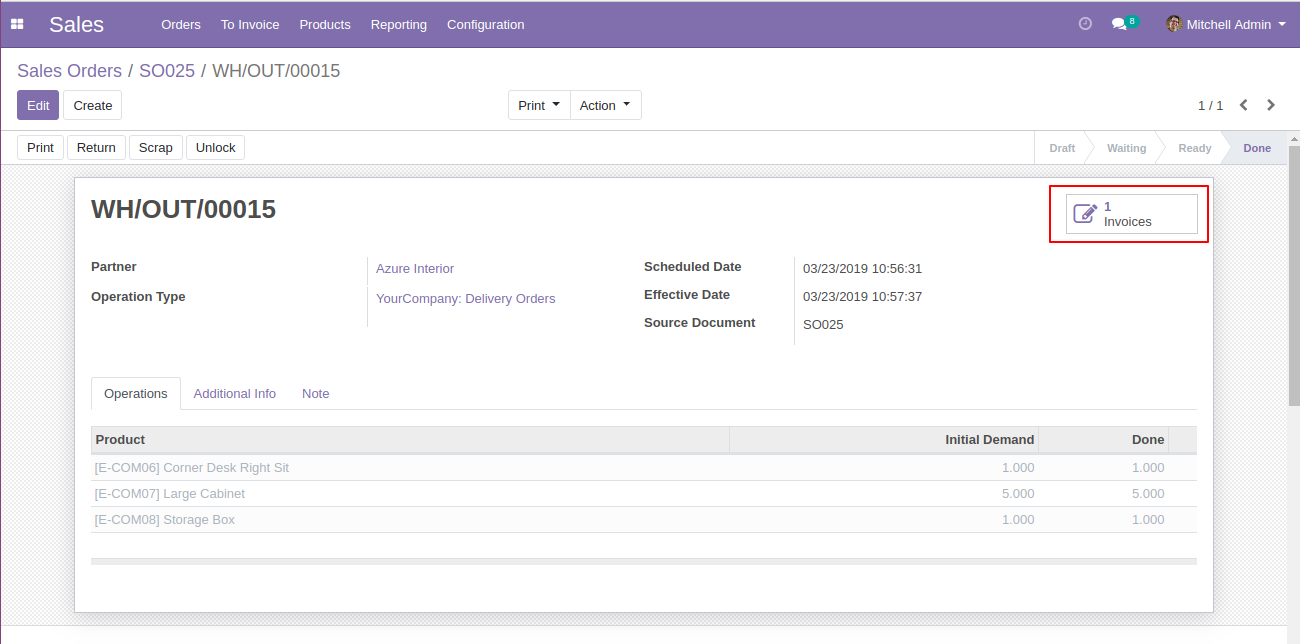 Sales Orders To Invoice Products Reporting Configuration 8 Mitchell Admin
Sales Orders / SO025 / WH/OUT/00015
Edit Create Print Action 1 / 1
Print Return Scrap Unlock Draft Waiting Ready Done
WH/OUT/00015
1
Invoices
Partner Azure Interior
Operation Type YourCompany: Delivery Orders
Scheduled Date 03/23/2019 10:56:31
Effective Date 03/23/2019 10:57:37
Source Document SO025
Operations Additional Info Note
Product Initial Demand Done
[E-COM06] Corner Desk Right Sit 1.000 1.000
[E-COM07] Large Cabinet 5.000 5.000
[E-COM08] Storage Box 1.000 1.000